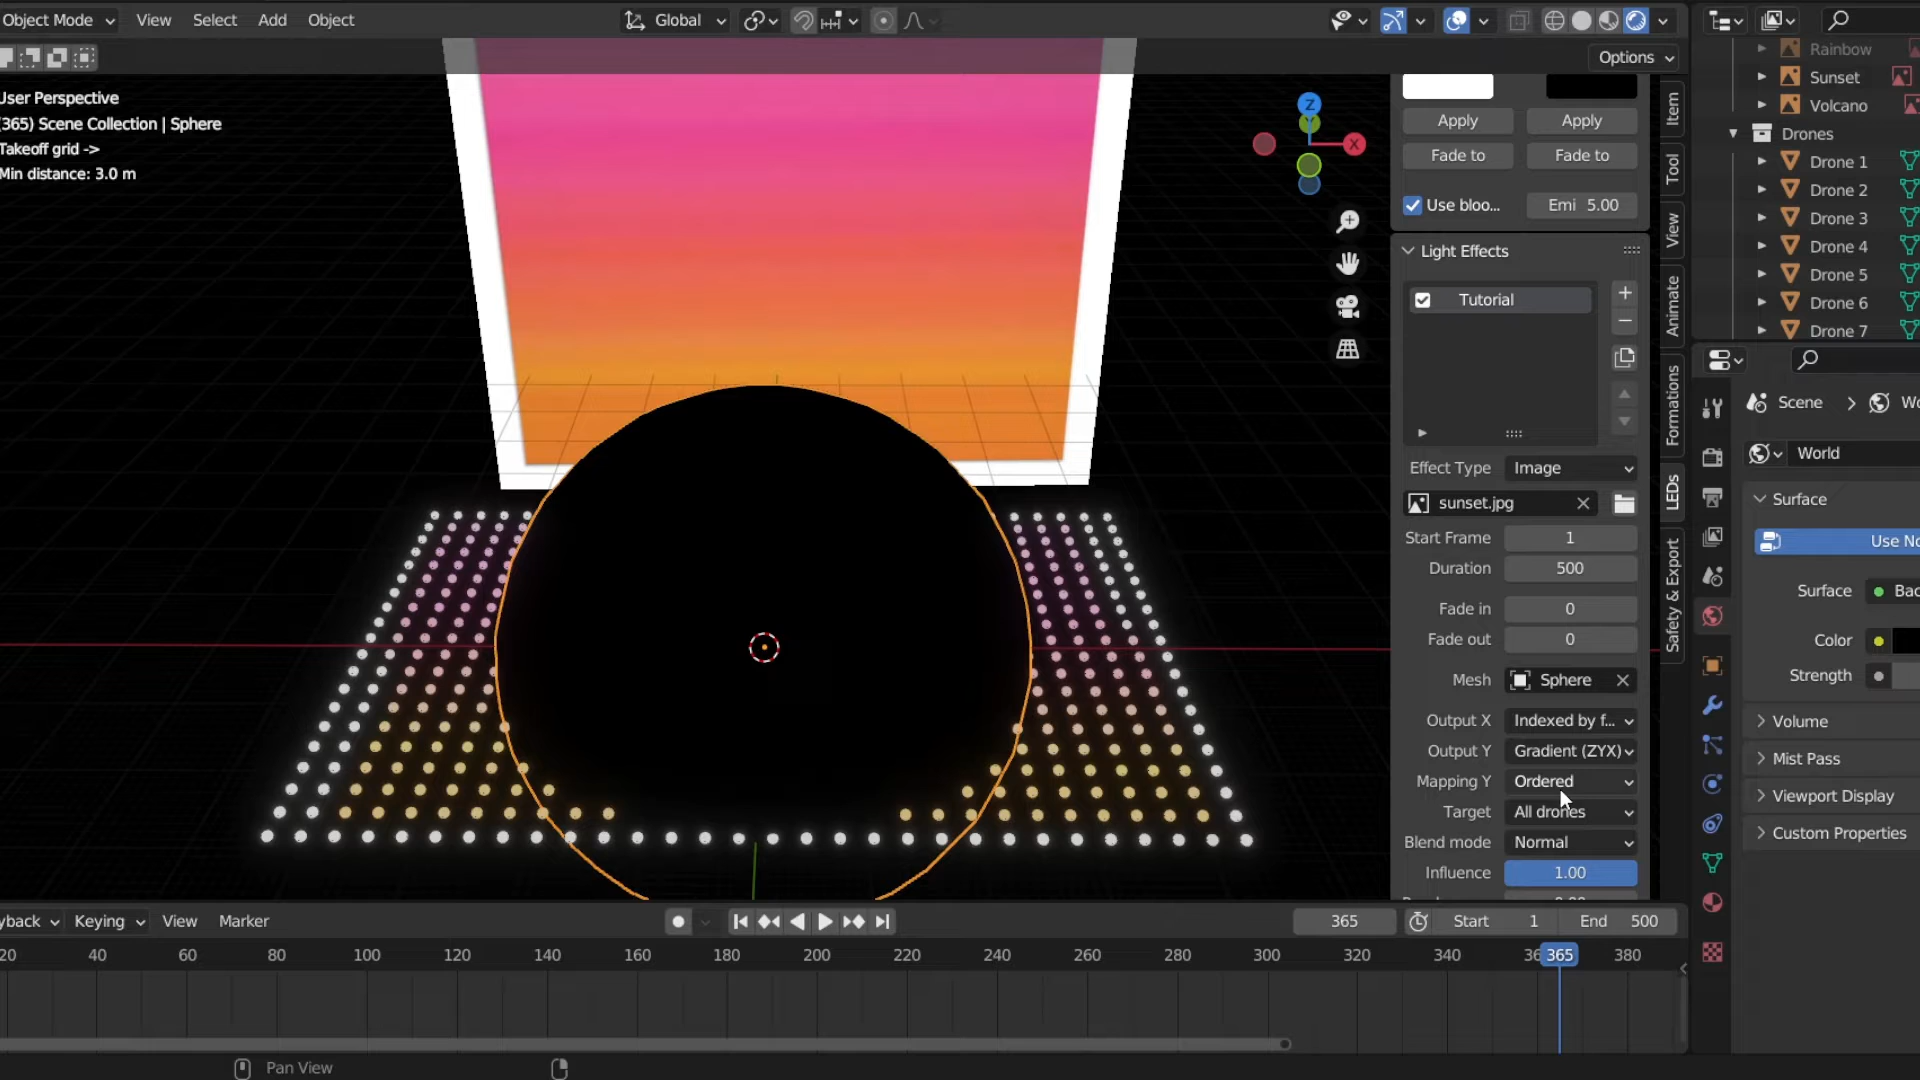 Object Mode View Select Add Object Global
Options
User Perspective
(365) Scene Collection | Sphere
Takeoff grid ->
Min distance: 3.0 m
Z
X
Apply Apply
Fade to Fade to
Use bloo... Emi 5.00
Light Effects
Tutorial
Effect Type Image
sunset.jpg
Start Frame 1
Duration 500
Fade in 0
Fade out 0
Mesh Sphere
Output X Indexed by f...
Output Y Gradient (ZYX)
Mapping Y Ordered
Target All drones
Blend mode Normal
Influence 1.00
Item
Tool
View
Animate
Formations
LEDs
Safety & Export
Rainbow
Sunset
Volcano
Drones
Drone 1
Drone 2
Drone 3
Drone 4
Drone 5
Drone 6
Drone 7
Scene > Wo
World
Surface
Use No
Surface Bac
Color
Strength
Volume
Mist Pass
Viewport Display
Custom Properties
yback Keying View Marker 365 Start 1 End 500
20 40 60 80 100 120 140 160 180 200 220 240 260 280 300 320 340 36 365 380
Pan View